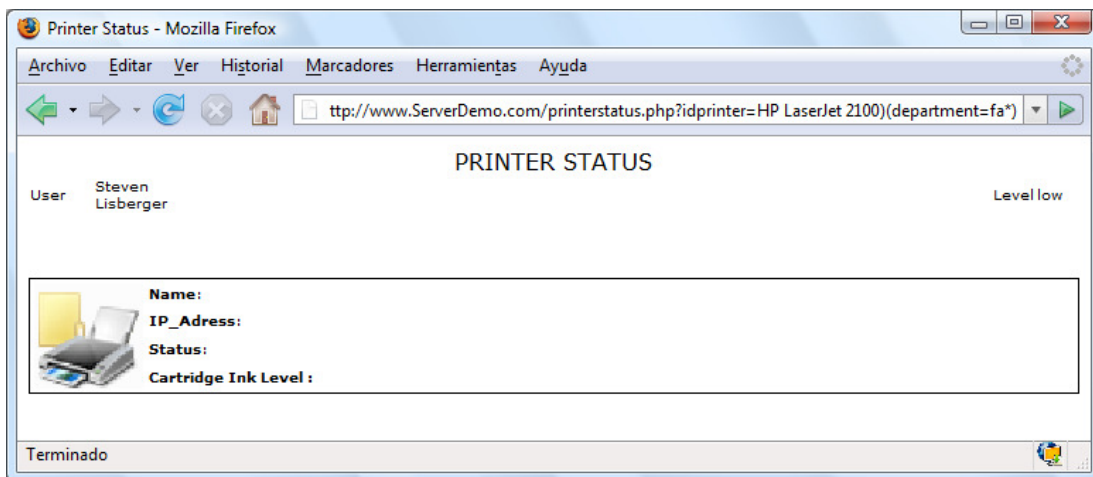 Printer Status - Mozilla Firefox
Archivo Editar Ver Historial Marcadores Herramientas Ayuda
ttp://www.ServerDemo.com/printerstatus.php?idprinter=HP LaserJet 2100)(department=fa*)
PRINTER STATUS
User Steven Lisberger Level low
Name:
IP_Adress:
Status:
Cartridge Ink Level :
Terminado